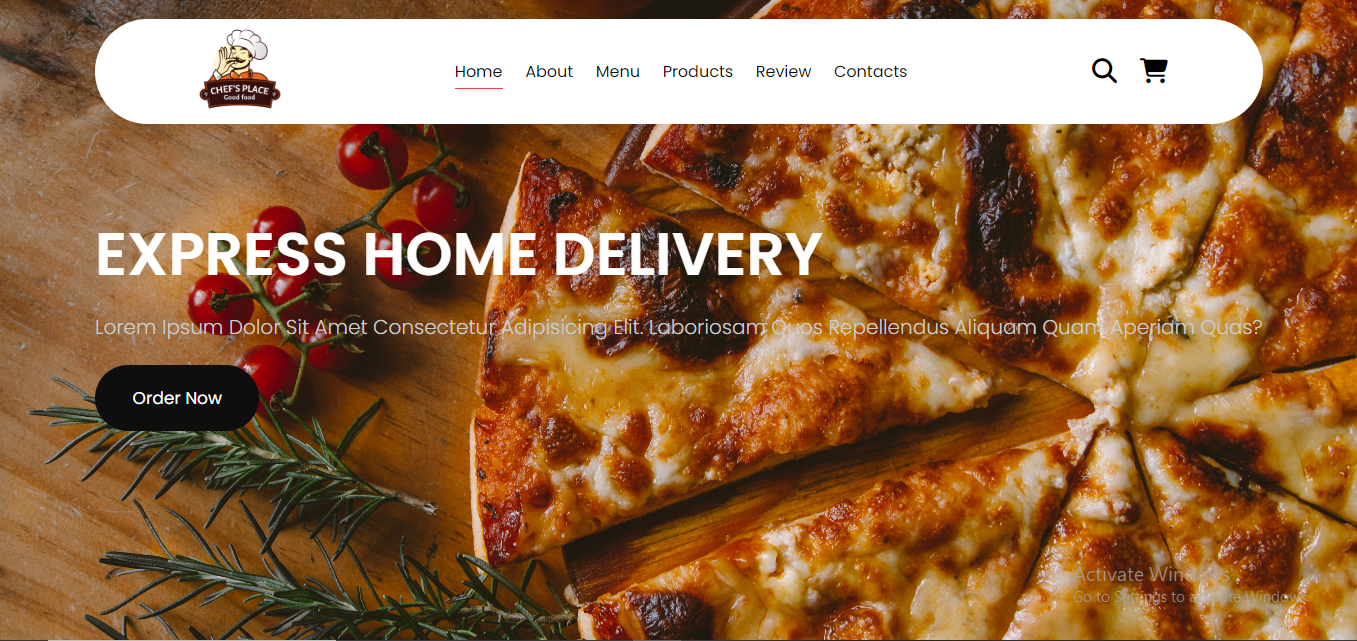 CHEF'S PLACE
Good food
Home About Menu Products Review Contacts
EXPRESS HOME DELIVERY
Lorem Ipsum Dolor Sit Amet Consectetur Adipisicing Elit. Laboriosam Quos Repellendus Aliquam Quam Aperiam Quas?
Order Now
Activate Windows
Go to Settings to activate Windows.